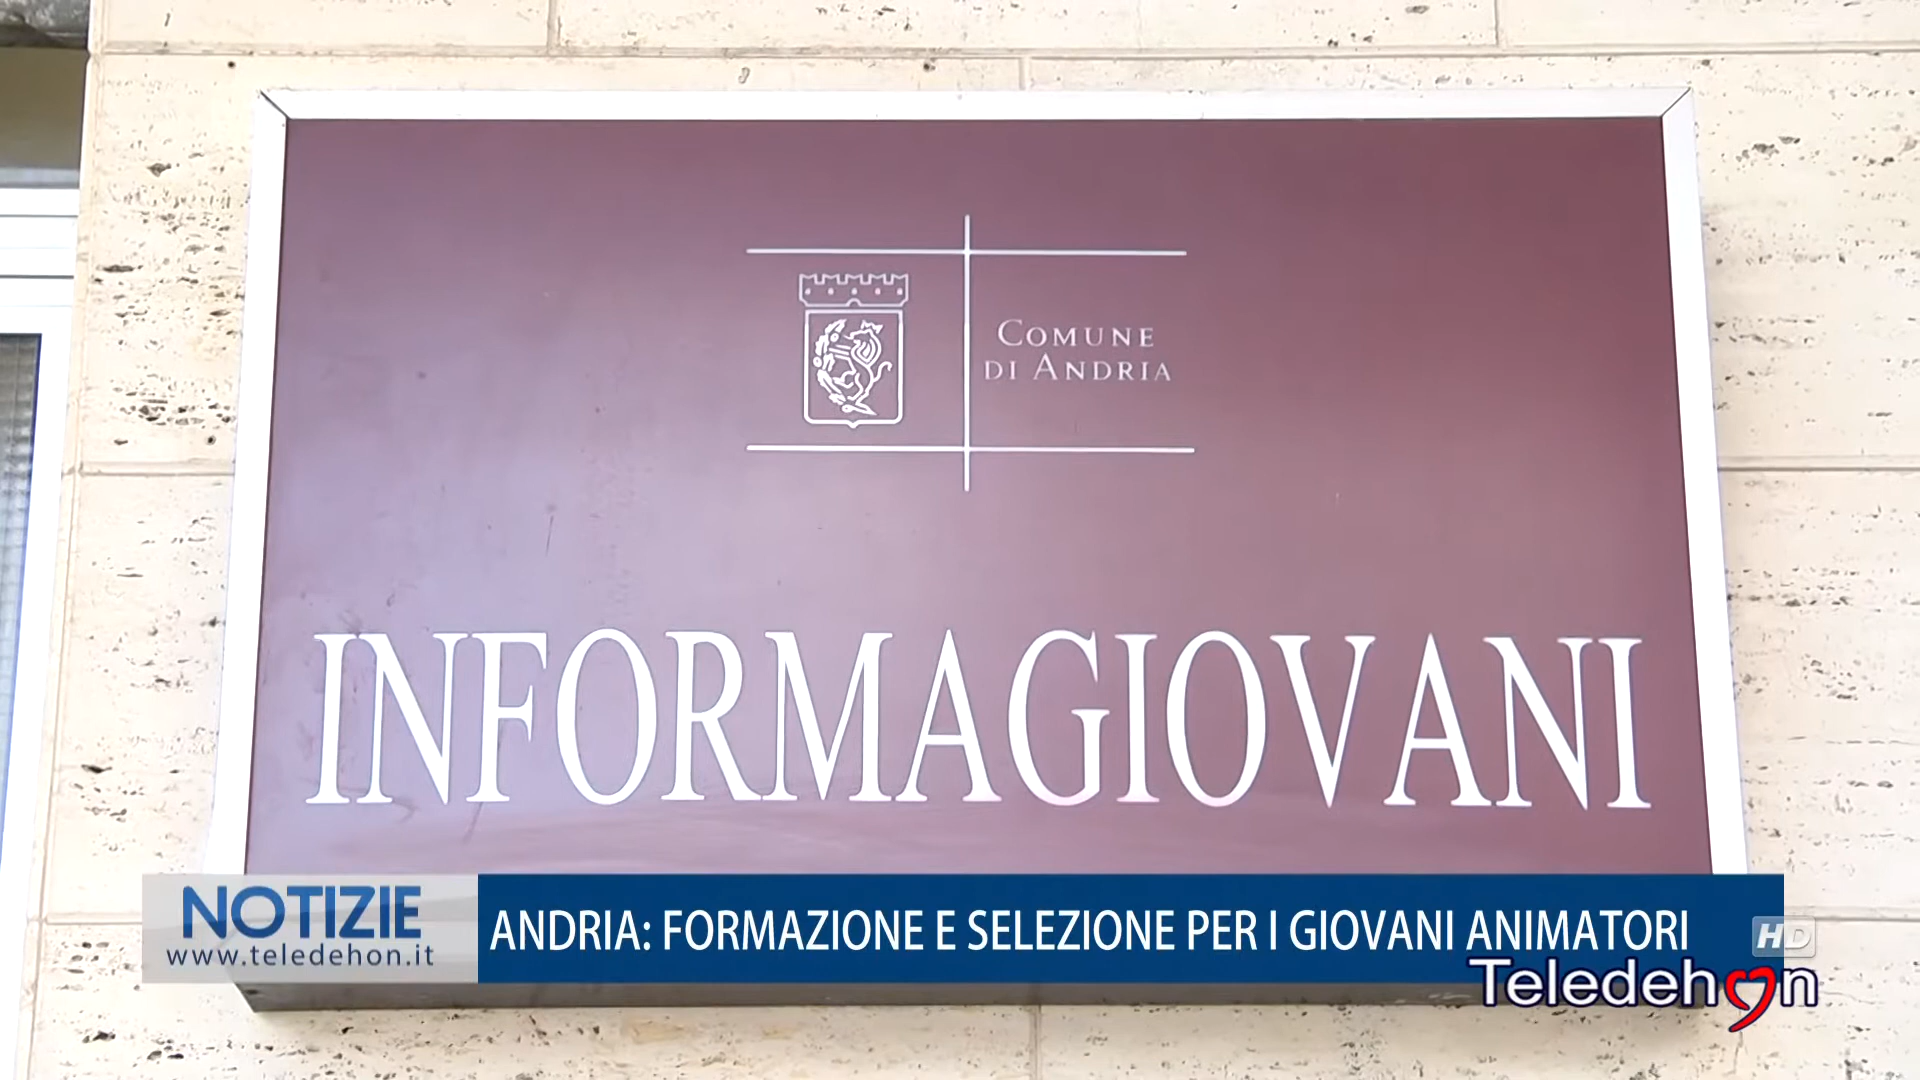 COMUNE
DI ANDRIA
INFORMAGIOVANI
NOTIZIE
www.teledehon.it
ANDRIA: FORMAZIONE E SELEZIONE PER I GIOVANI ANIMATORI
HD
Teledehon